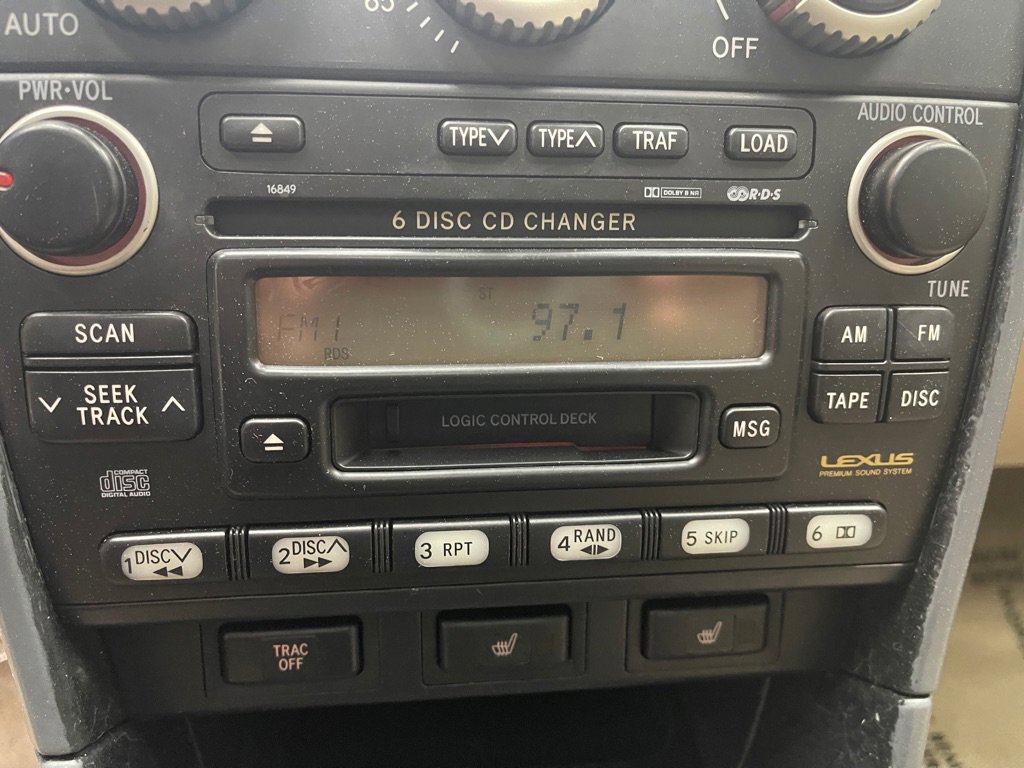 AUTO
65
OFF
PWR·VOL
AUDIO CONTROL
TYPE
TYPE
TRAF
LOAD
16849
DOLBY B NR
R·D·S
6 DISC CD CHANGER
TUNE
ST
FM1
97.1
RDS
SCAN
SEEK
TRACK
AM
FM
TAPE
DISC
LOGIC CONTROL DECK
MSG
COMPACT
disc
DIGITAL AUDIO
LEXUS
PREMIUM SOUND SYSTEM
1 DISC
2 DISC
3 RPT
4 RAND
5 SKIP
6
TRAC
OFF